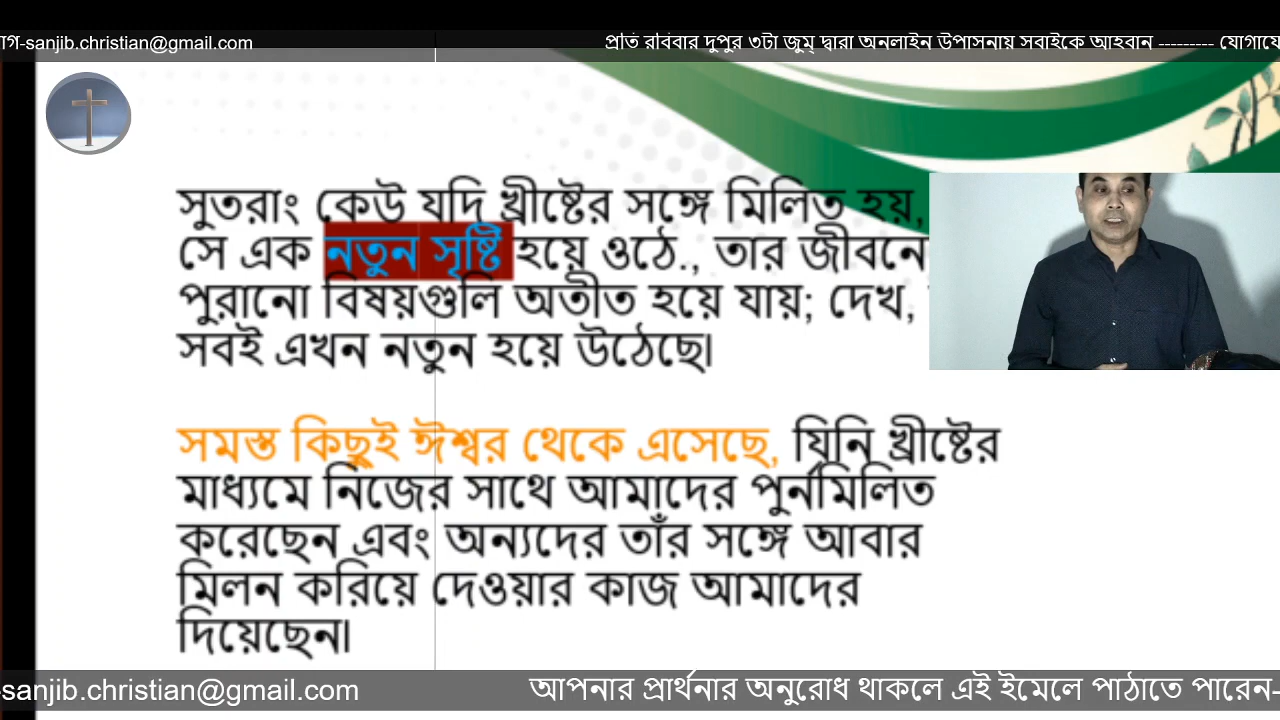 াগ-sanjib.christian@gmail.com প্রতি রবিবার দুপুর ৩টা জুম্ দ্বারা অনলাইন উপাসনায় সবাইকে আহবান --------- যোগাযো
সুতরাং কেউ যদি খ্রীষ্টের সঙ্গে মিলিত হয়,
সে এক নতুন সৃষ্টি হয়ে ওঠে., তার জীবনে
পুরানো বিষয়গুলি অতীত হয়ে যায়; দেখ,
সবই এখন নতুন হয়ে উঠেছে৷
সমস্ত কিছুই ঈশ্বর থেকে এসেছে, যিনি খ্রীষ্টের
মাধ্যমে নিজের সাথে আমাদের পুর্নমিলিত
করেছেন এবং অন্যদের তাঁর সঙ্গে আবার
মিলন করিয়ে দেওয়ার কাজ আমাদের
দিয়েছেন৷
-sanjib.christian@gmail.com আপনার প্রার্থনার অনুরোধ থাকলে এই ইমেলে পাঠাতে পারেন-